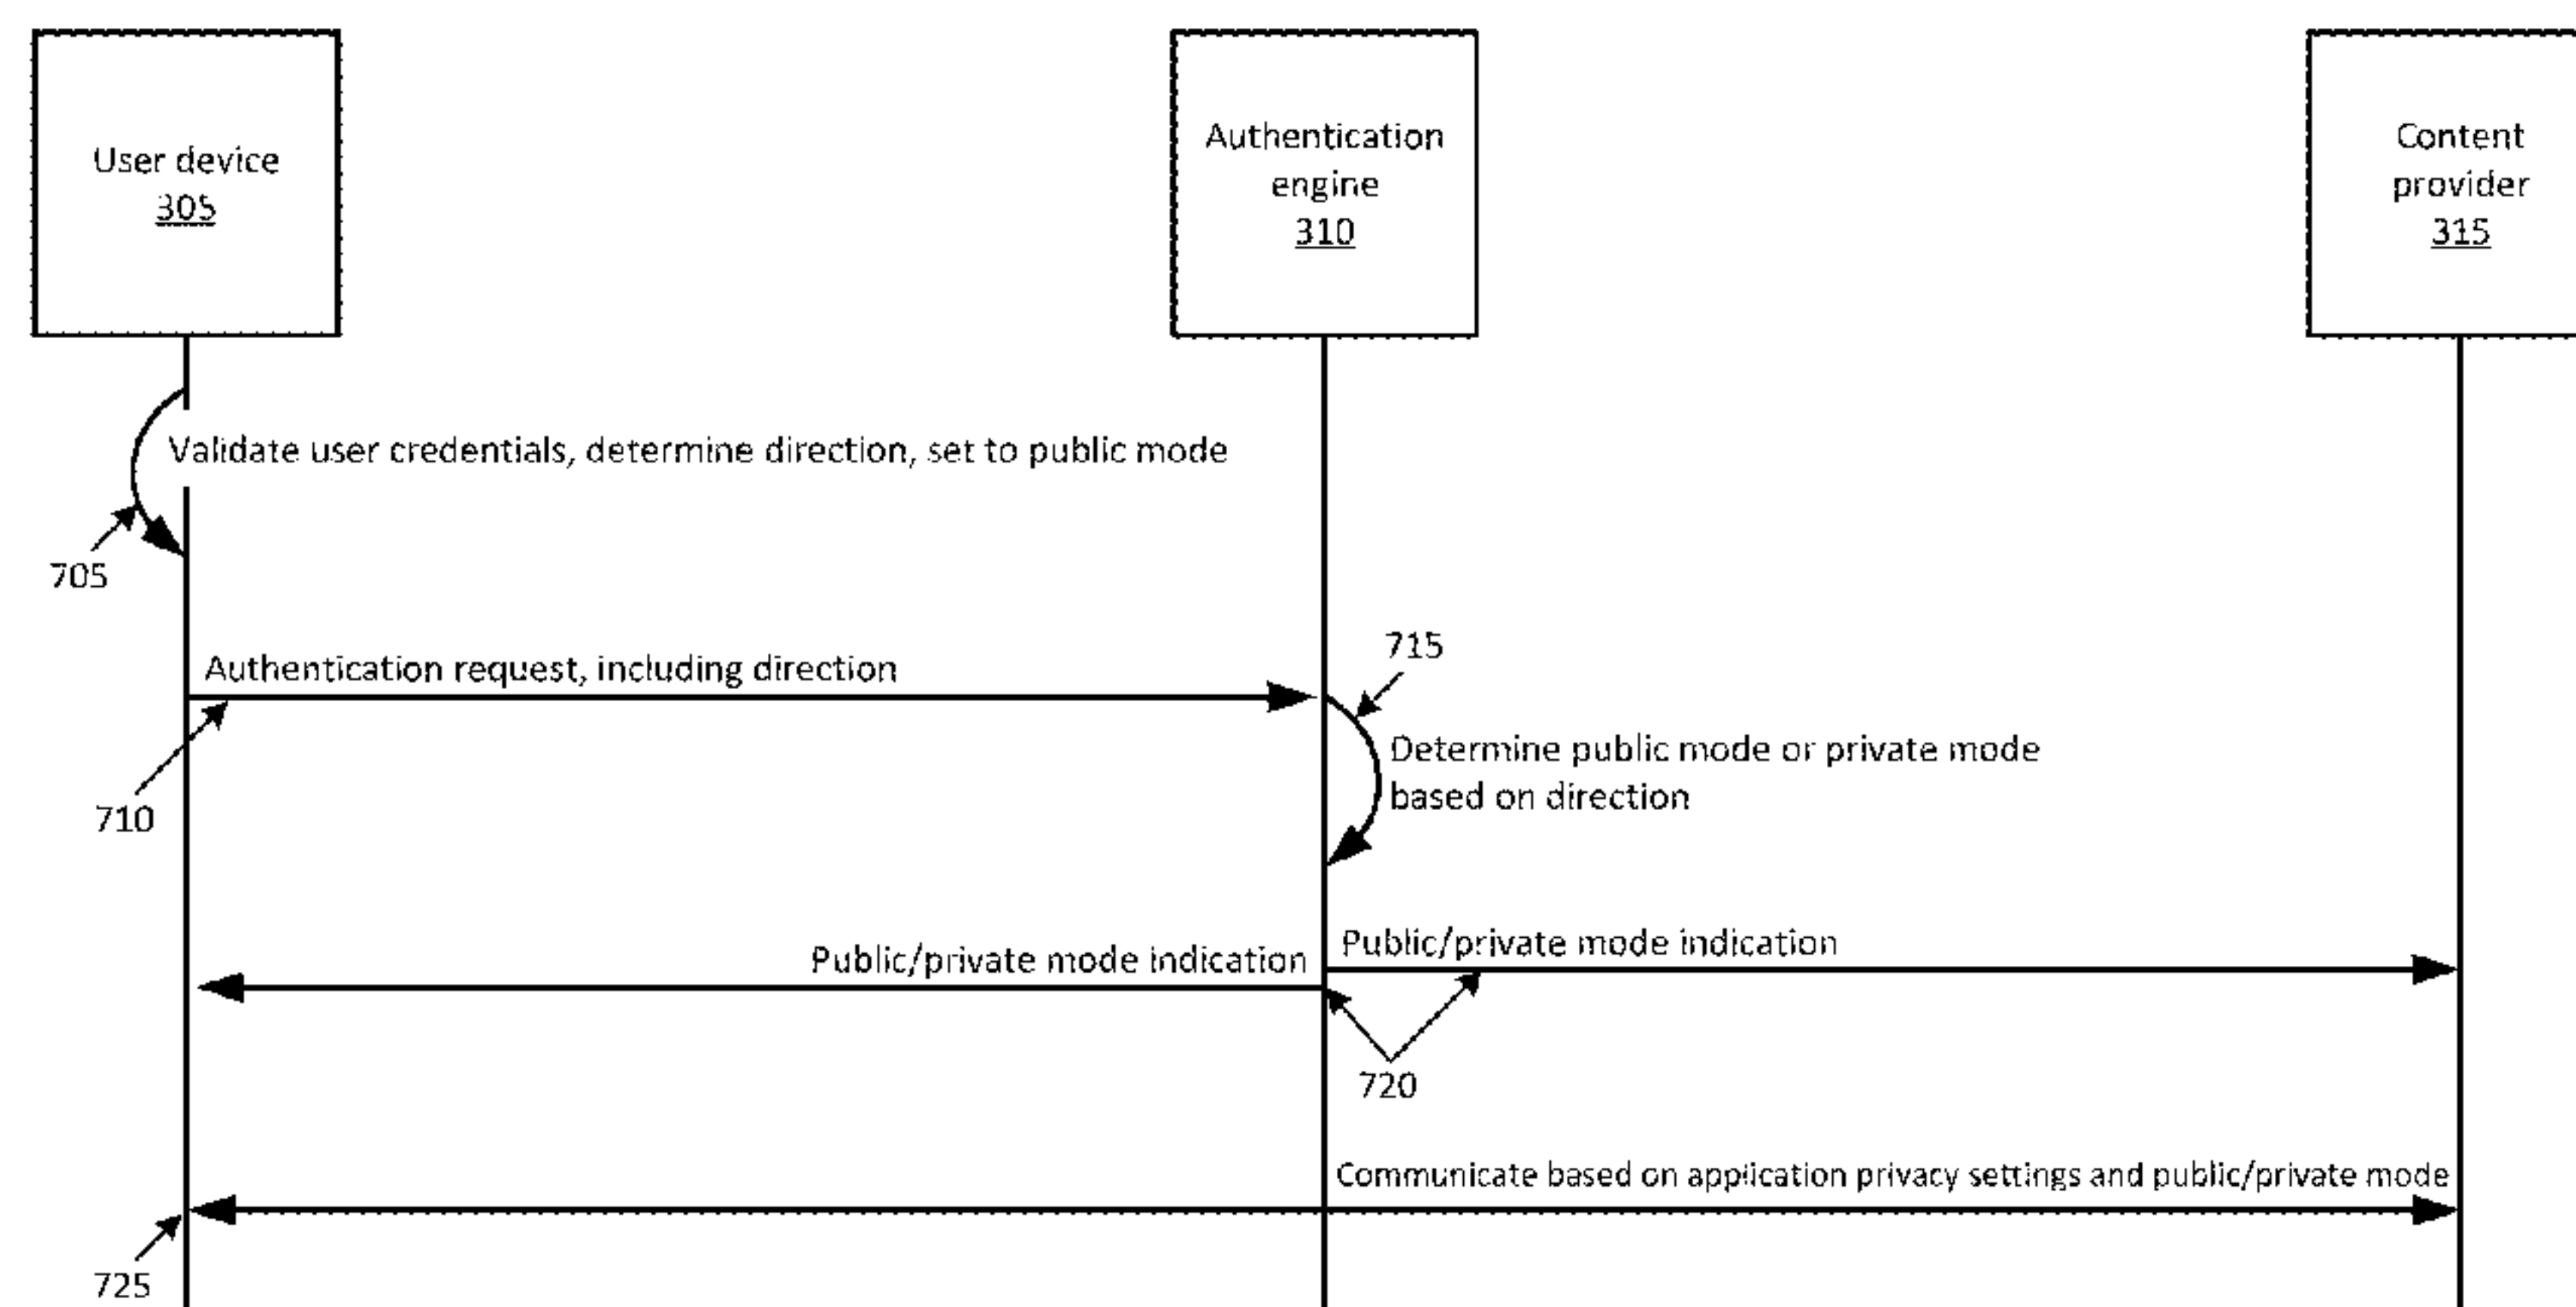 User device
305
Authentication
engine
310
Content
provider
315
Validate user credentials, determine direction, set to public mode
705
Authentication request, including direction
710
715
Determine public mode or private mode
based on direction
Public/private mode indication
Public/private mode indication
720
Communicate based on application privacy settings and public/private mode
725